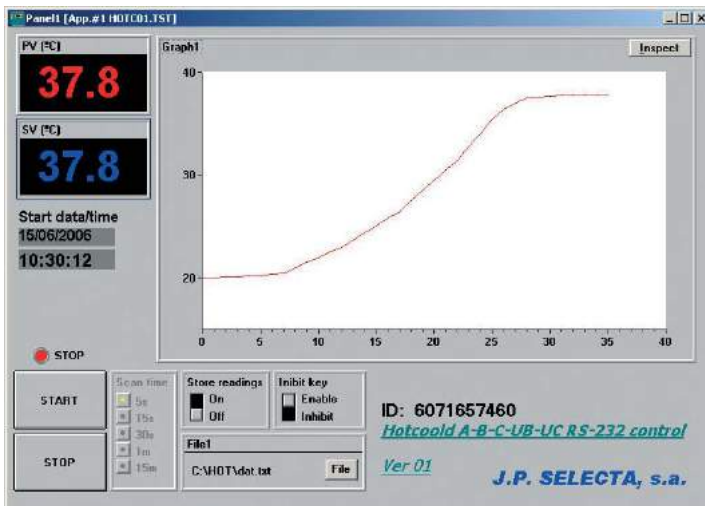 Panel1 [App.#1 HOTC01.TST]
PV (ºC)
37.8
SV (ºC)
37.8
Start data/time
15/06/2006
10:30:12
STOP
Graph1
Inspect
40
30
20
0 5 10 15 20 25 30 35 40
START
STOP
Scan time
5s
15s
30s
1m
15m
Store readings
On
Off
Inibit key
Enable
Inhibit
File1
C:\HOT\dat.txt
File
ID: 6071657460
Hotcoold A-B-C-UB-UC RS-232 control
Ver 01
J.P. SELECTA, s.a.